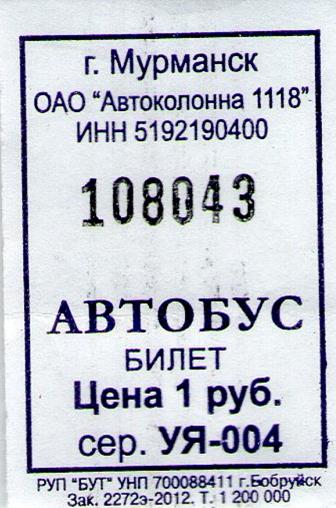 г. Мурманск
ОАО "Автоколонна 1118"
ИНН 5192190400
108043
АВТОБУС
БИЛЕТ
Цена 1 руб.
сер. УЯ-004
РУП "БУТ" УНП 700088411 г.Бобруйск
Зак. 2272э-2012. Т. 1 200 000